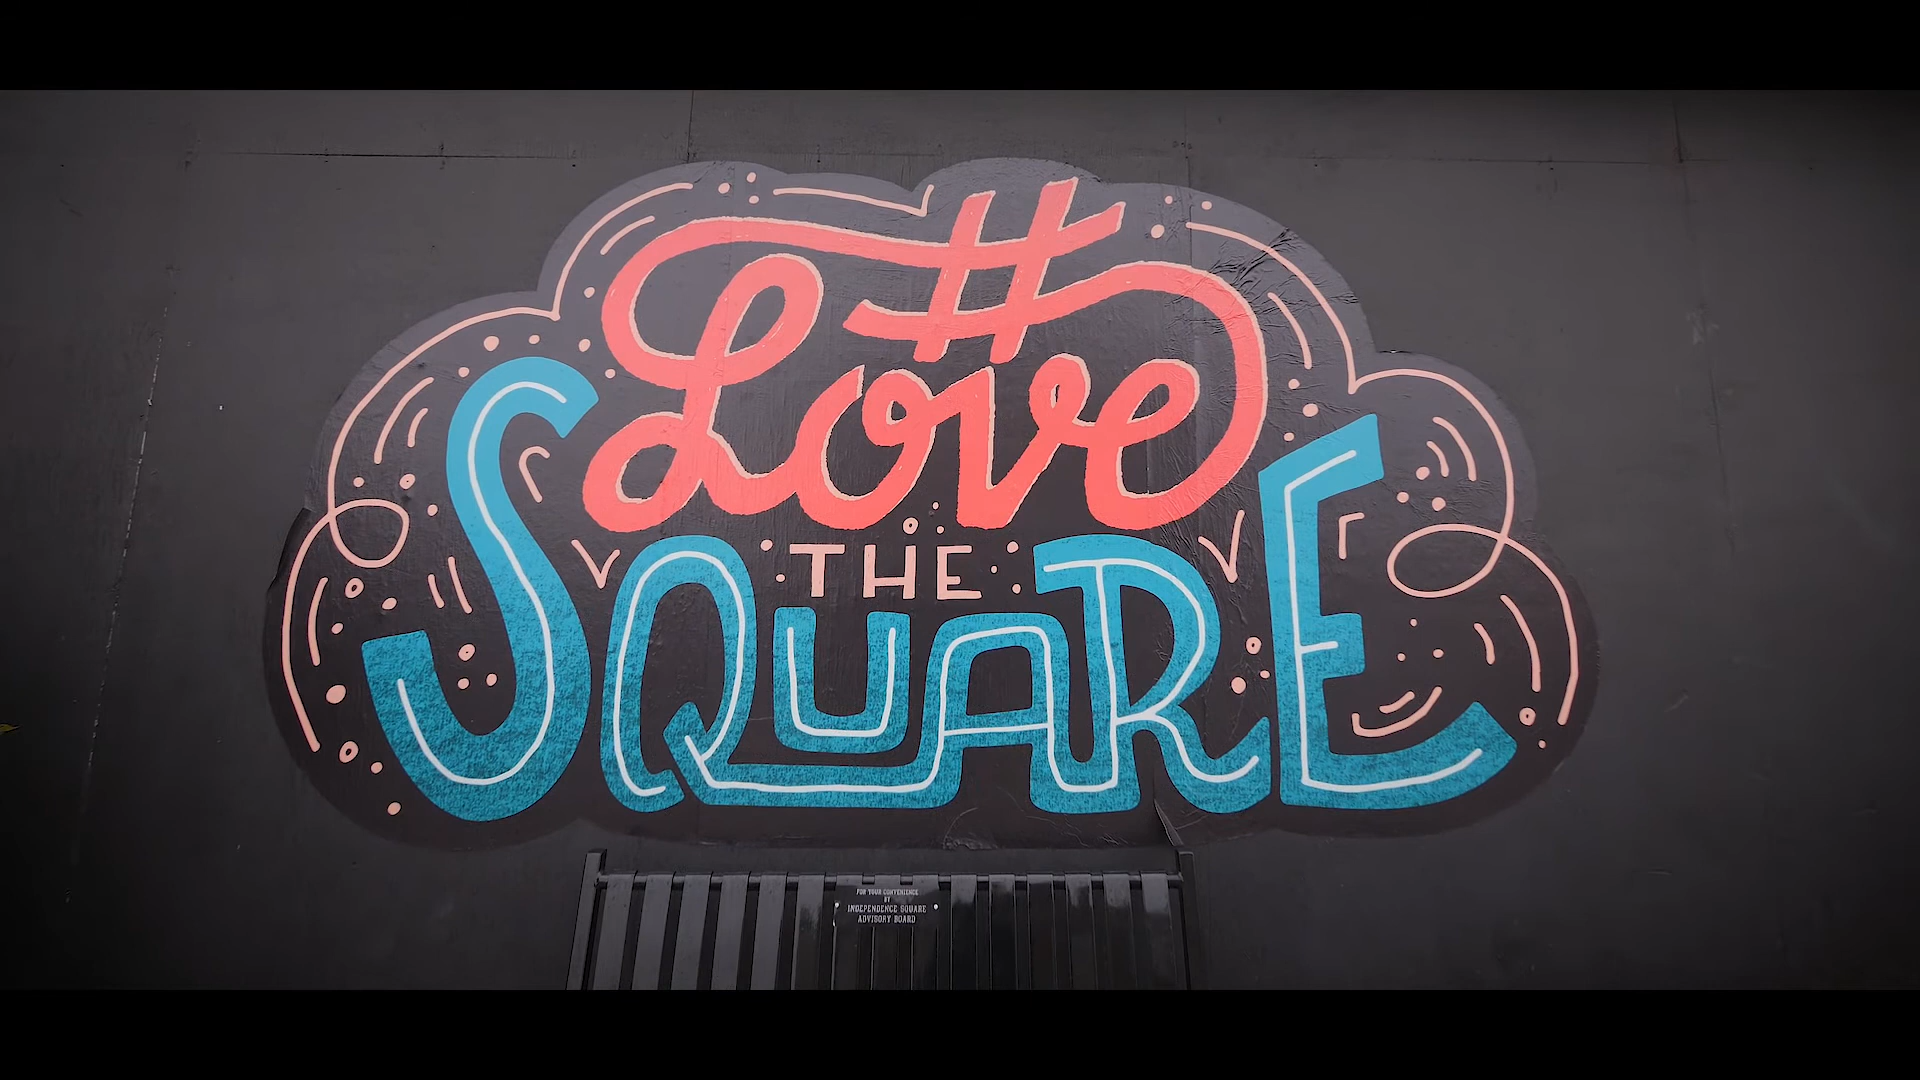 #Love
THE
SQUARE
FOR YOUR CONVENIENCE
BY
INDEPENDENCE SQUARE
ADVISORY BOARD